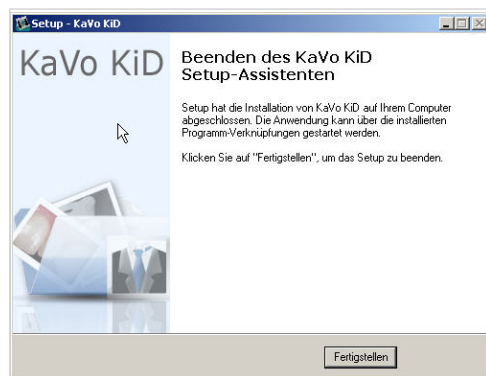 Setup - KaVo KiD
KaVo KiD
Beenden des KaVo KiD
Setup-Assistenten
Setup hat die Installation von KaVo KiD auf Ihrem Computer
abgeschlossen. Die Anwendung kann über die installierten
Programm-Verknüpfungen gestartet werden.
Klicken Sie auf "Fertigstellen", um das Setup zu beenden.
Fertigstellen